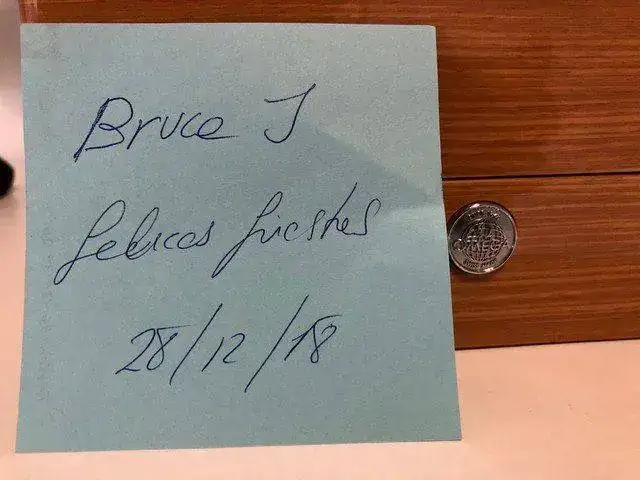 Bruce J
felices fiestas
28/12/18
OMEGA